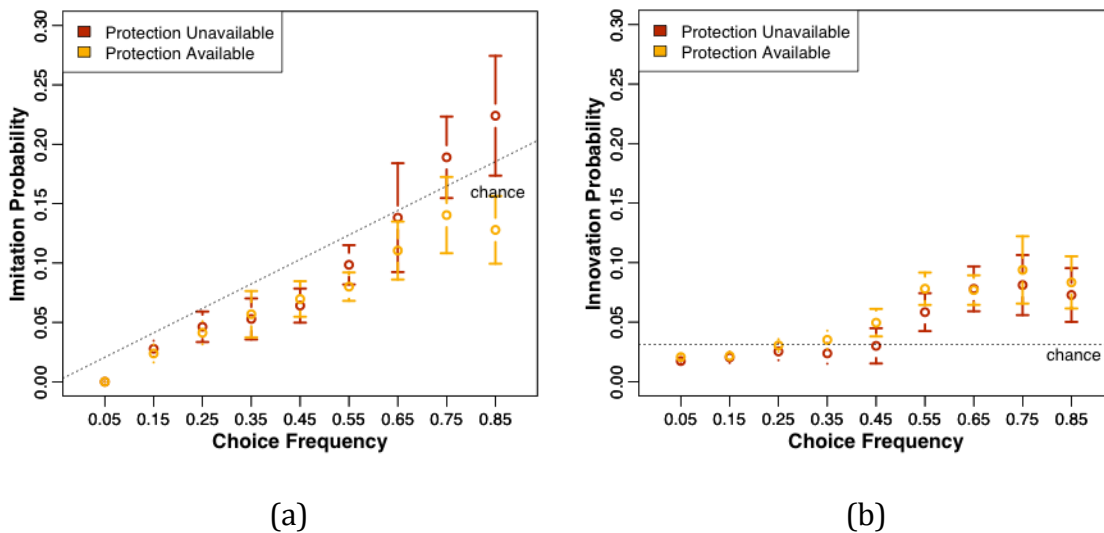 Protection Unavailable
Protection Available
0.30
0.25
0.20
0.15
0.10
0.05
0.00
Imitation Probability
chance
0.05 0.15 0.25 0.35 0.45 0.55 0.65 0.75 0.85
Choice Frequency
(a)
Protection Unavailable
Protection Available
0.30
0.25
0.20
0.15
0.10
0.05
0.00
Innovation Probability
chance
0.05 0.15 0.25 0.35 0.45 0.55 0.65 0.75 0.85
Choice Frequency
(b)